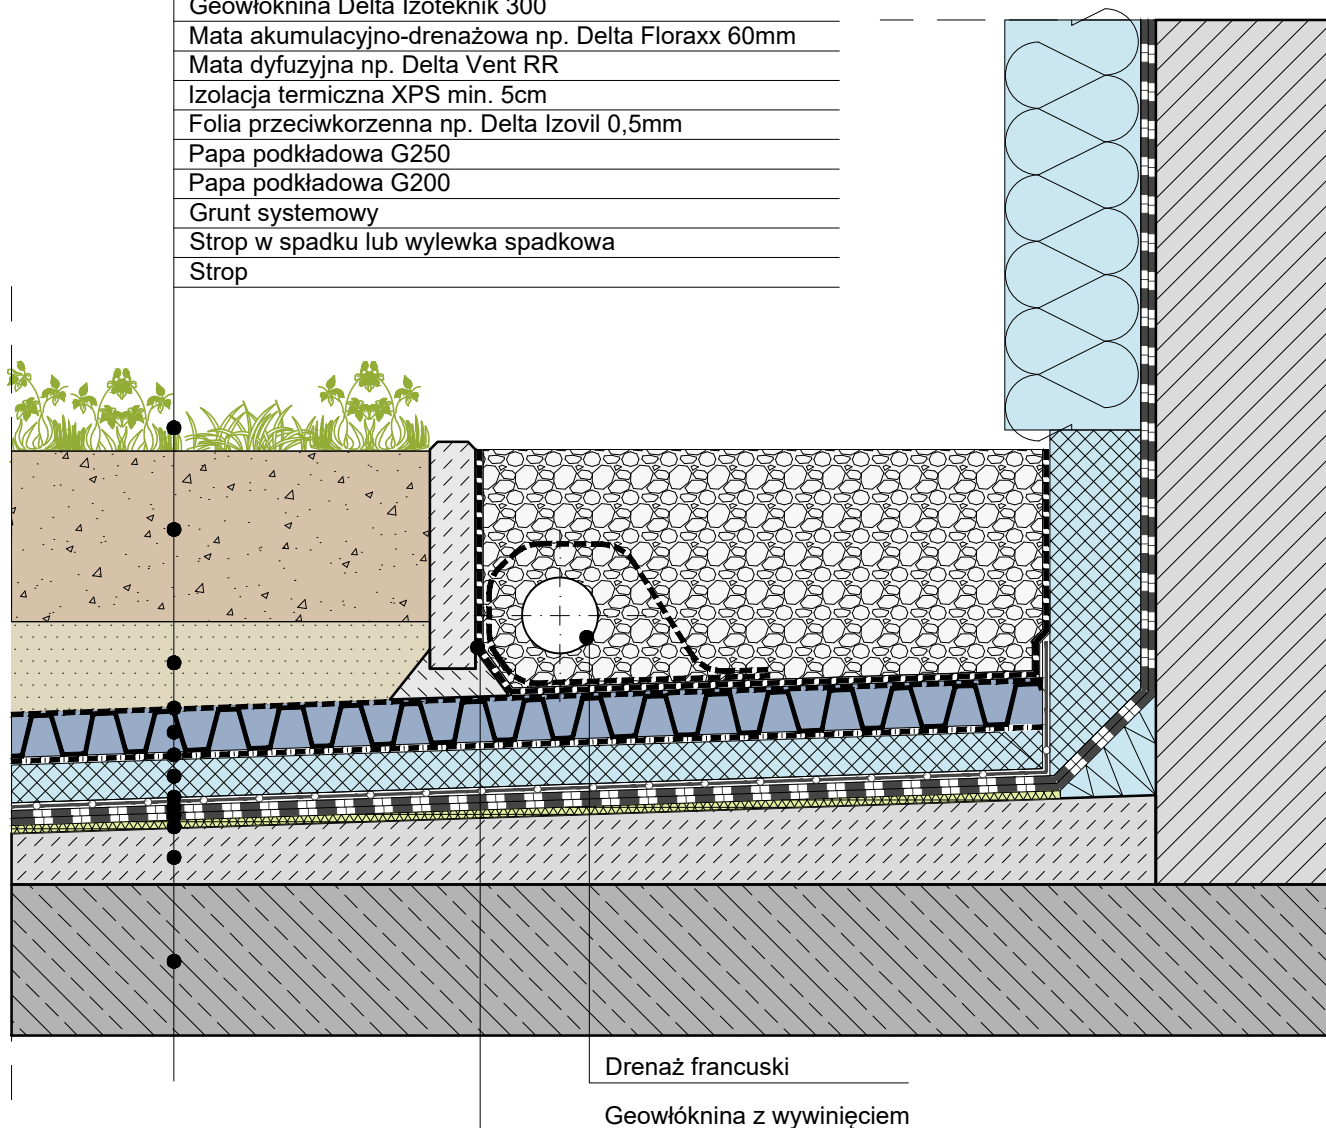 Geowłóknina Delta Izoteknik 300
Mata akumulacyjno-drenażowa np. Delta Floraxx 60mm
Mata dyfuzyjna np. Delta Vent RR
Izolacja termiczna XPS min. 5cm
Folia przeciwkorzenna np. Delta Izovil 0,5mm
Papa podkładowa G250
Papa podkładowa G200
Grunt systemowy
Strop w spadku lub wylewka spadkowa
Strop
Drenaż francuski
Geowłóknina z wywinięciem